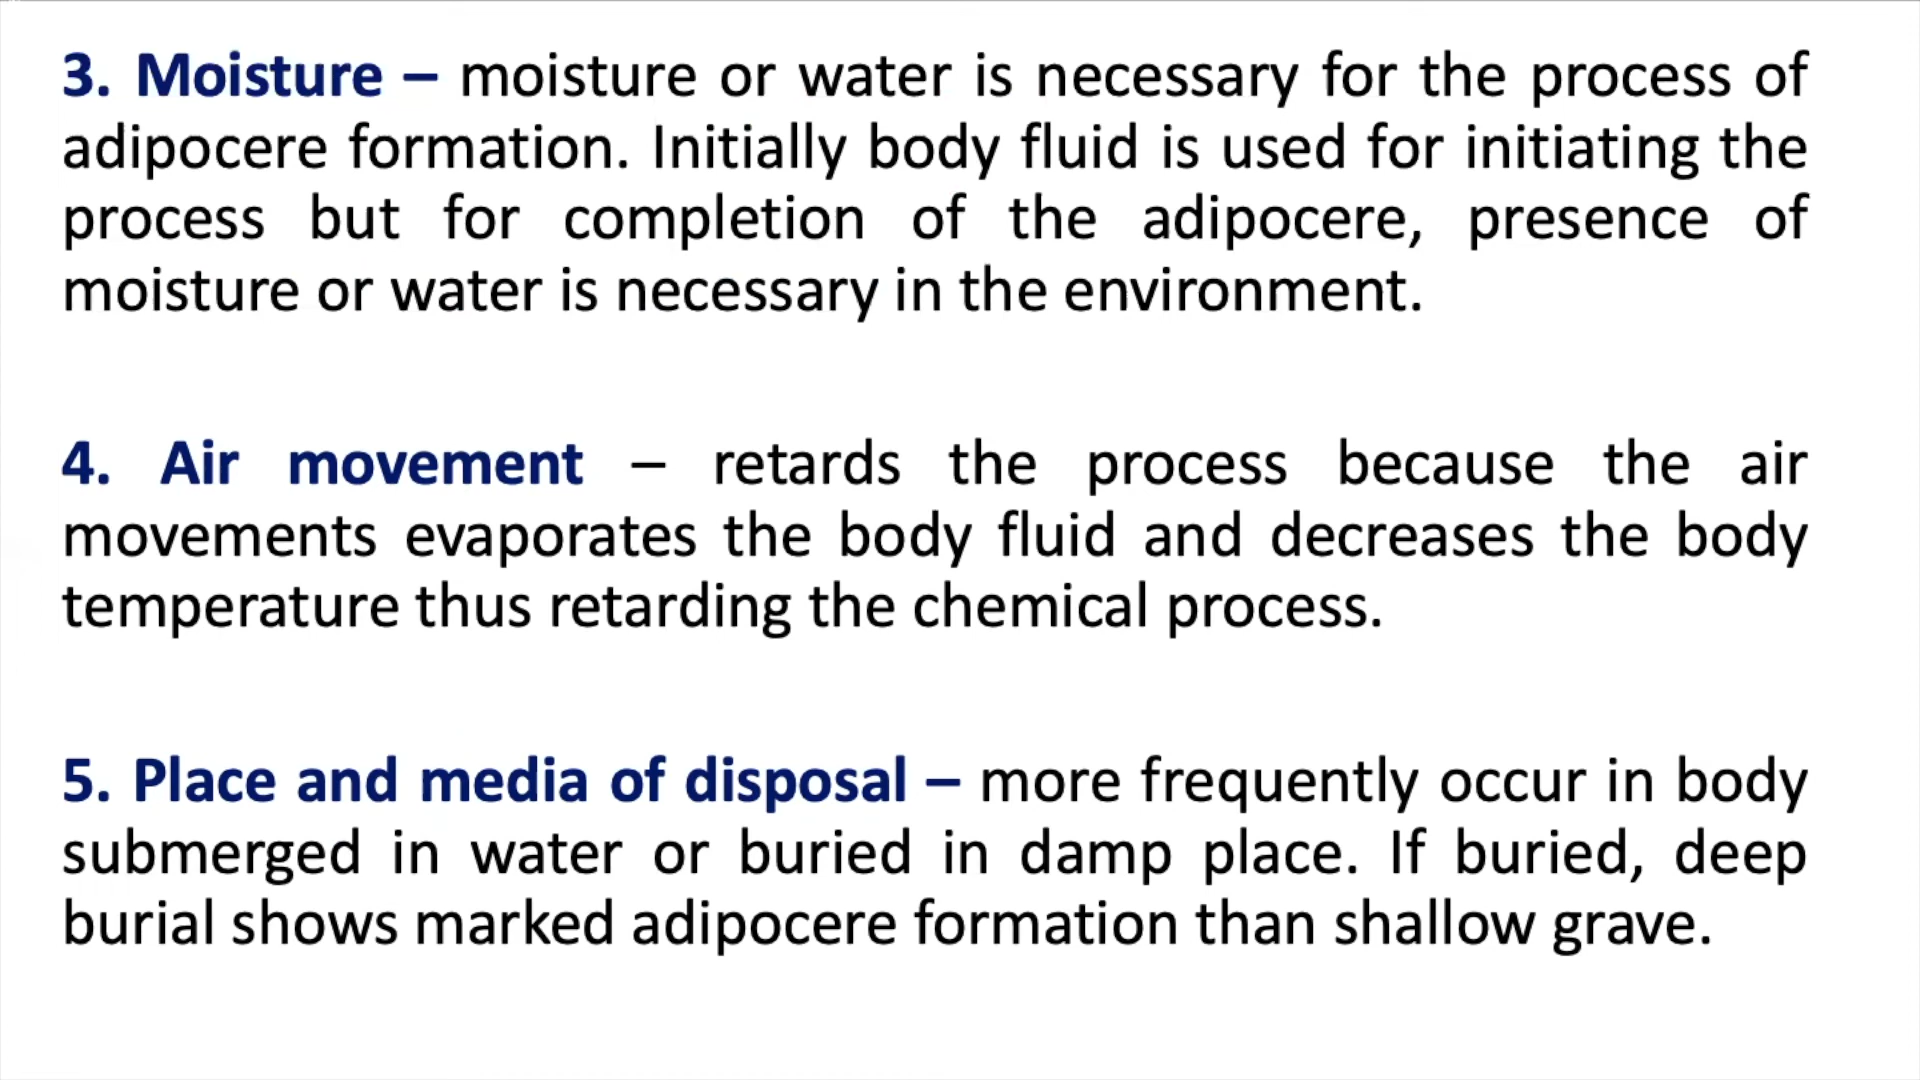 3. Moisture – moisture or water is necessary for the process of
adipocere formation. Initially body fluid is used for initiating the
process but for completion of the adipocere, presence of
moisture or water is necessary in the environment.
4. Air movement – retards the process because the air
movements evaporates the body fluid and decreases the body
temperature thus retarding the chemical process.
5. Place and media of disposal – more frequently occur in body
submerged in water or buried in damp place. If buried, deep
burial shows marked adipocere formation than shallow grave.